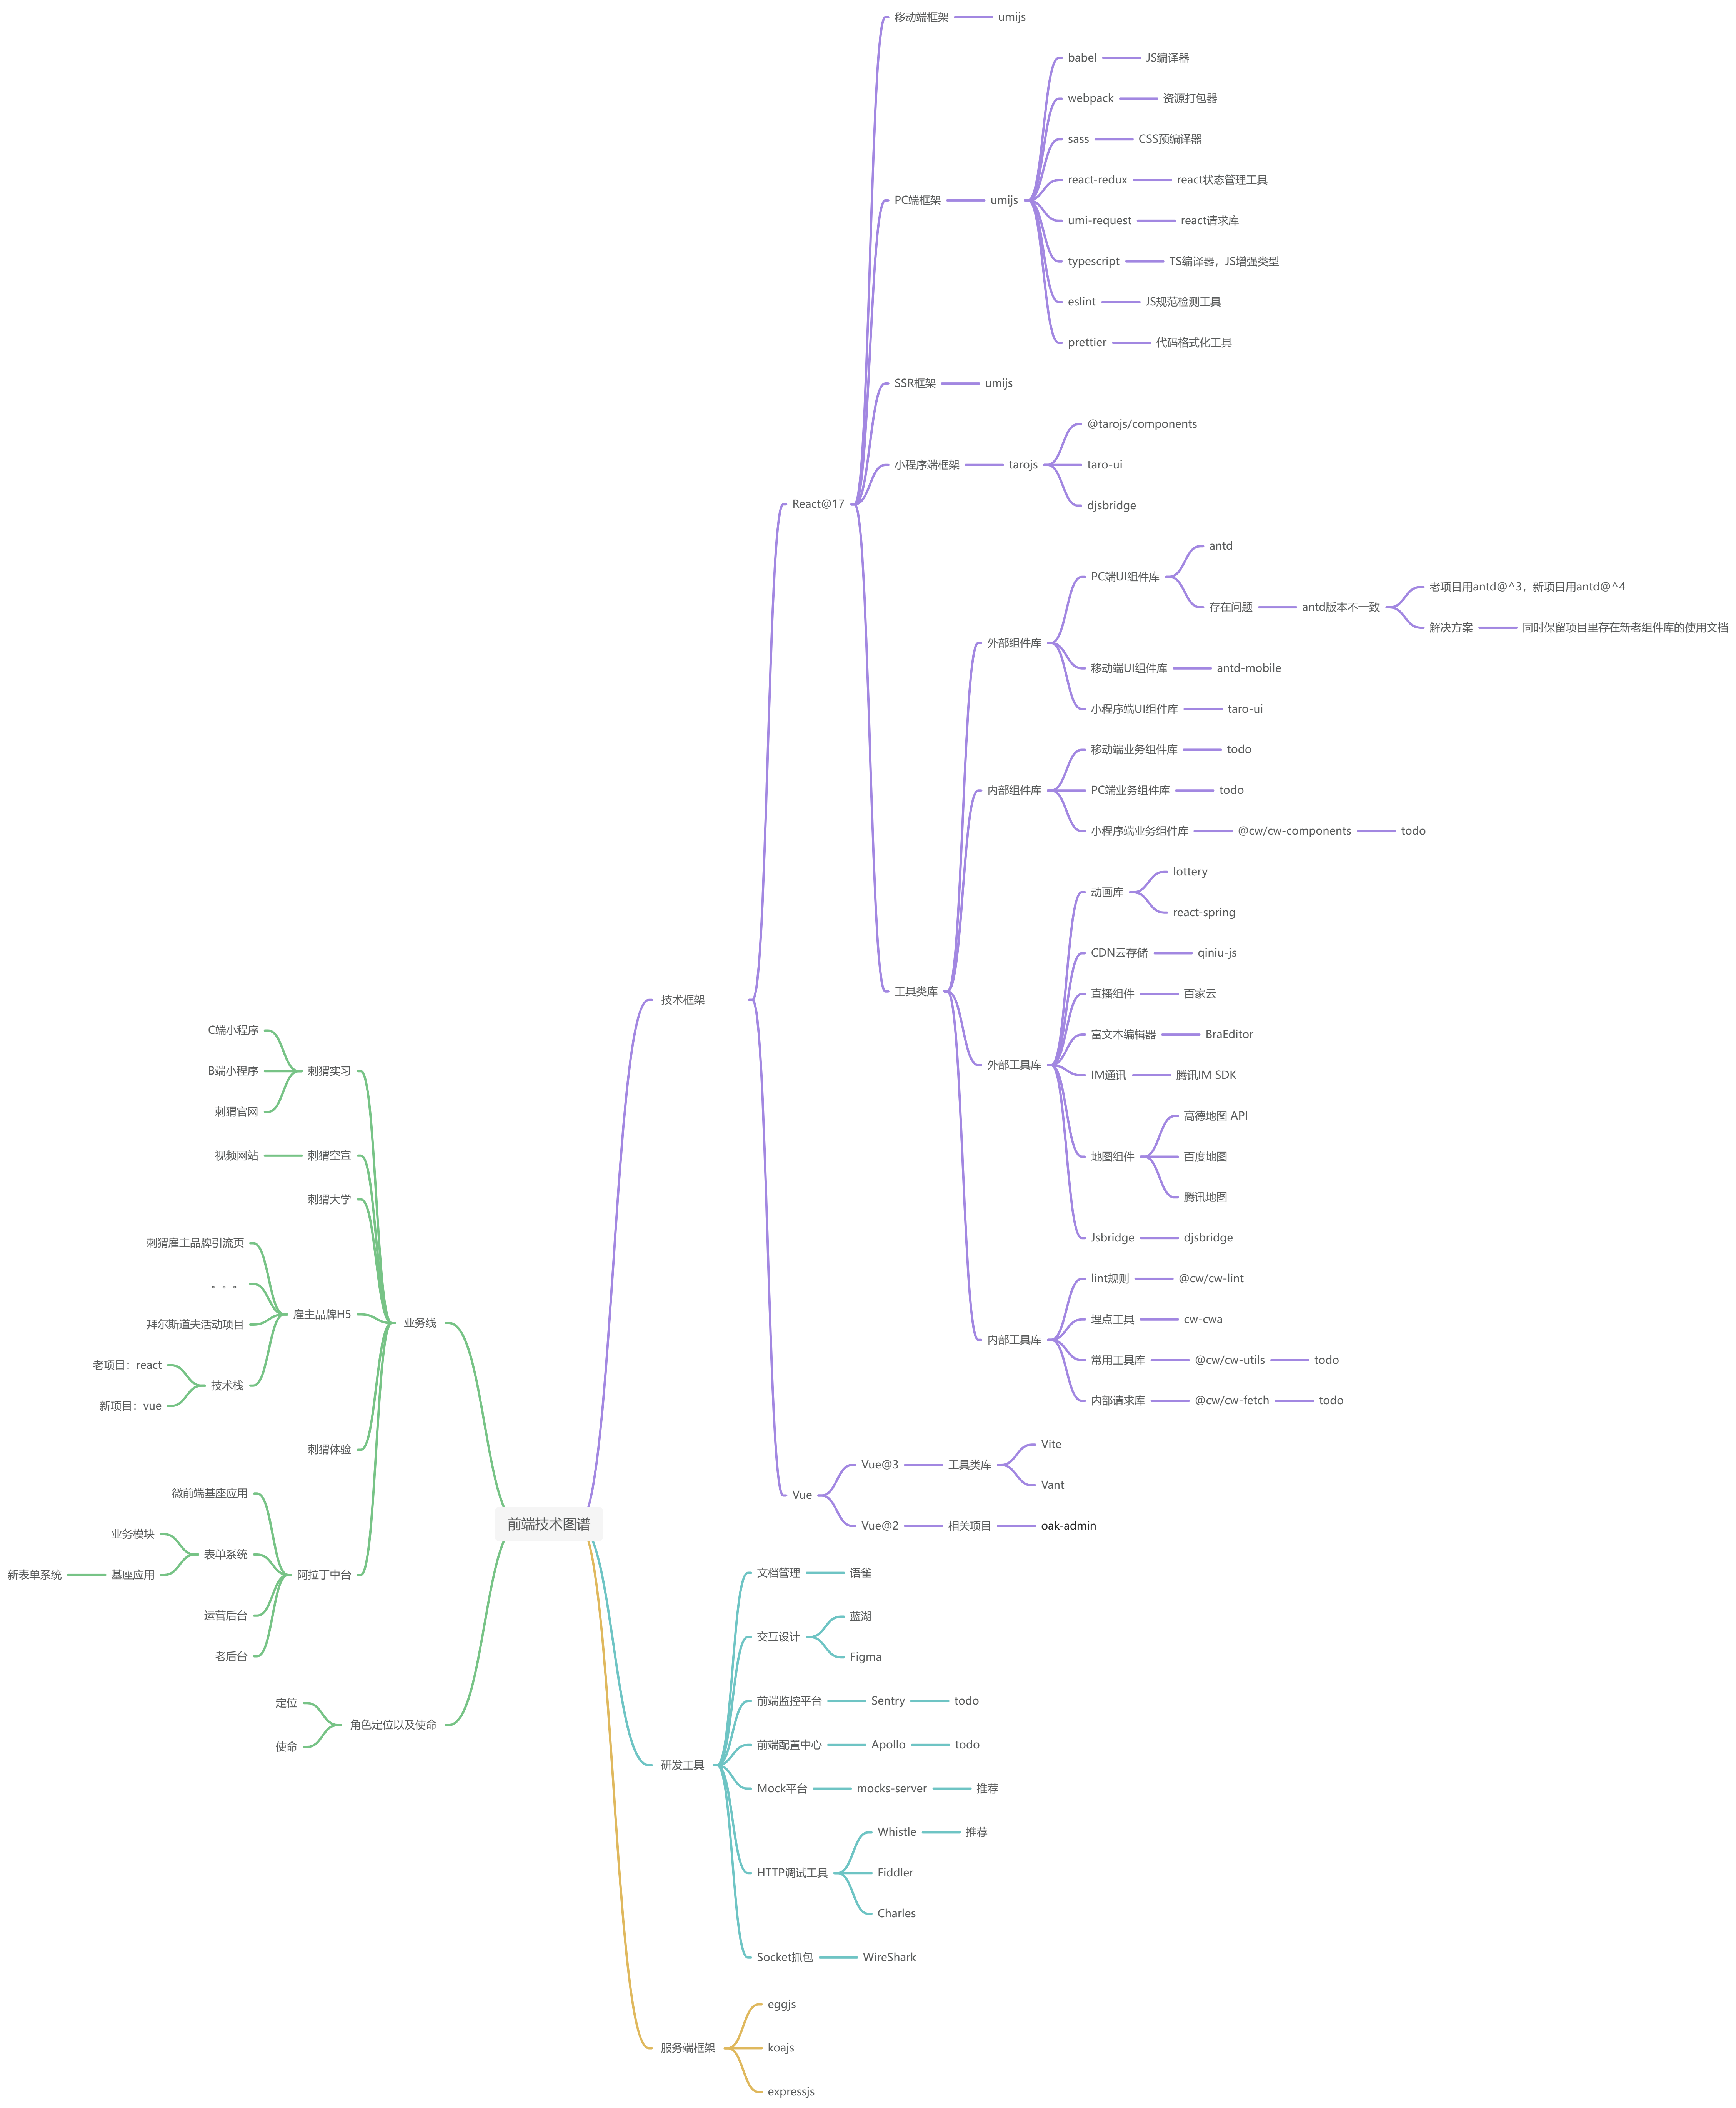 前端技术图谱
技术框架
React@17
移动端框架
umijs
PC端框架
umijs
babel
JS编译器
webpack
资源打包器
sass
CSS预编译器
react-redux
react状态管理工具
umi-request
react请求库
typescript
TS编译器，JS增强类型
eslint
JS规范检测工具
prettier
代码格式化工具
SSR框架
umijs
小程序端框架
tarojs
@tarojs/components
taro-ui
djsbridge
工具类库
外部组件库
PC端UI组件库
antd
存在问题
antd版本不一致
老项目用antd@^3，新项目用antd@^4
解决方案
同时保留项目里存在新老组件库的使用文档
移动端UI组件库
antd-mobile
小程序端UI组件库
taro-ui
内部组件库
移动端业务组件库
todo
PC端业务组件库
todo
小程序端业务组件库
@cw/cw-components
todo
外部工具库
动画库
lottery
react-spring
CDN云存储
qiniu-js
直播组件
百家云
富文本编辑器
BraEditor
IM通讯
腾讯IM SDK
地图组件
高德地图 API
百度地图
腾讯地图
Jsbridge
djsbridge
内部工具库
lint规则
@cw/cw-lint
埋点工具
cw-cwa
常用工具库
@cw/cw-utils
todo
内部请求库
@cw/cw-fetch
todo
Vue
Vue@3
工具类库
Vite
Vant
Vue@2
相关项目
oak-admin
研发工具
文档管理
语雀
交互设计
蓝湖
Figma
前端监控平台
Sentry
todo
前端配置中心
Apollo
todo
Mock平台
mocks-server
推荐
HTTP调试工具
Whistle
推荐
Fiddler
Charles
Socket抓包
WireShark
服务端框架
eggjs
koajs
expressjs
业务线
刺猬实习
C端小程序
B端小程序
刺猬官网
刺猬空宣
视频网站
刺猬大学
雇主品牌H5
刺猬雇主品牌引流页
。。。
拜尔斯道夫活动项目
技术栈
老项目：react
新项目：vue
刺猬体验
阿拉丁中台
微前端基座应用
表单系统
业务模块
基座应用
新表单系统
运营后台
老后台
角色定位以及使命
定位
使命